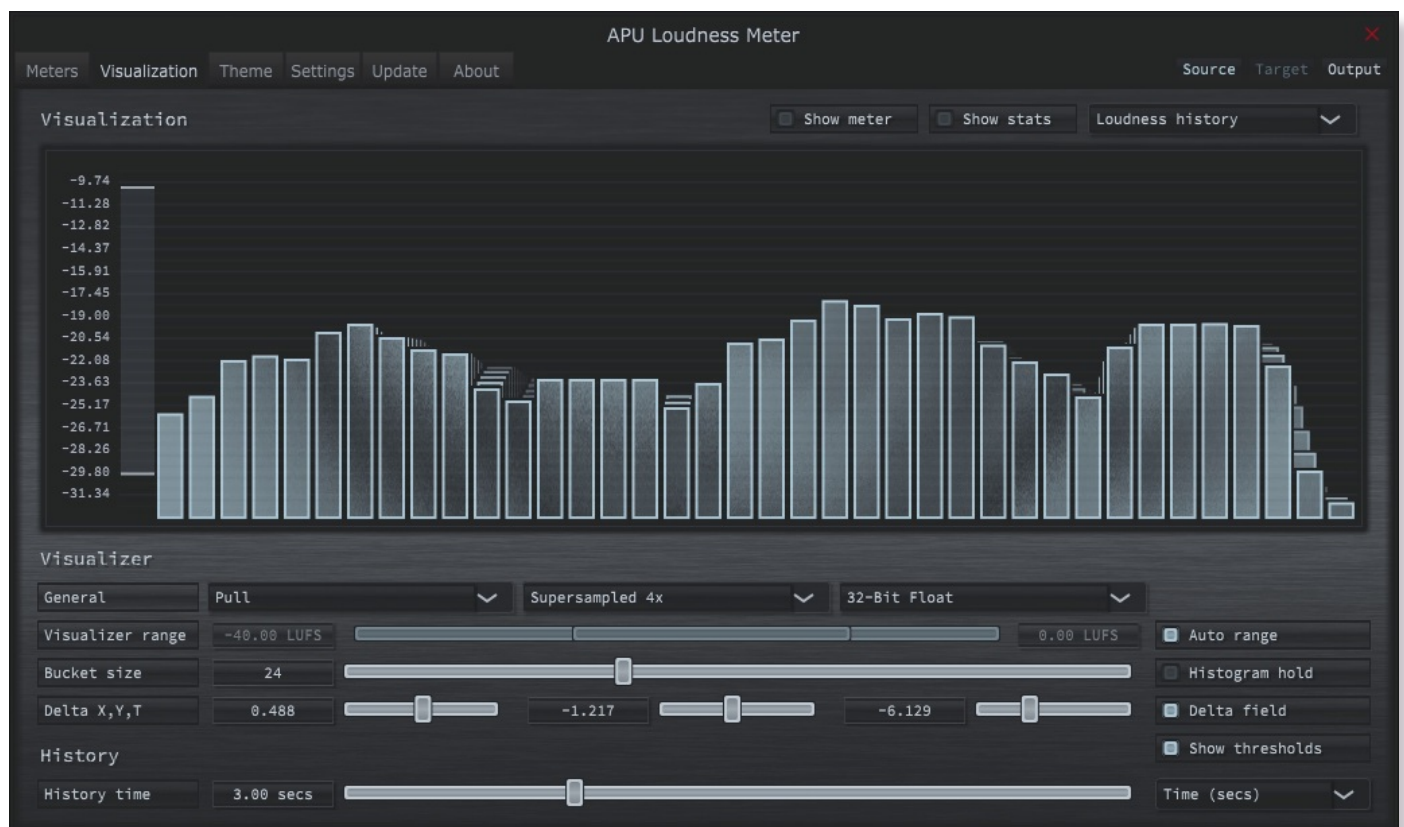 APU Loudness Meter
Meters Visualization Theme Settings Update About Source Target Output
Visualization Show meter Show stats Loudness history
-9.74
-11.28
-12.82
-14.37
-15.91
-17.45
-19.00
-20.54
-22.08
-23.63
-25.17
-26.71
-28.26
-29.80
-31.34
Visualizer
General Pull Supersampled 4x 32-Bit Float
Visualizer range -40.00 LUFS 0.00 LUFS Auto range
Bucket size 24 Histogram hold
Delta X,Y,T 0.488 -1.217 -6.129 Delta field
Show thresholds
History
History time 3.00 secs Time (secs)